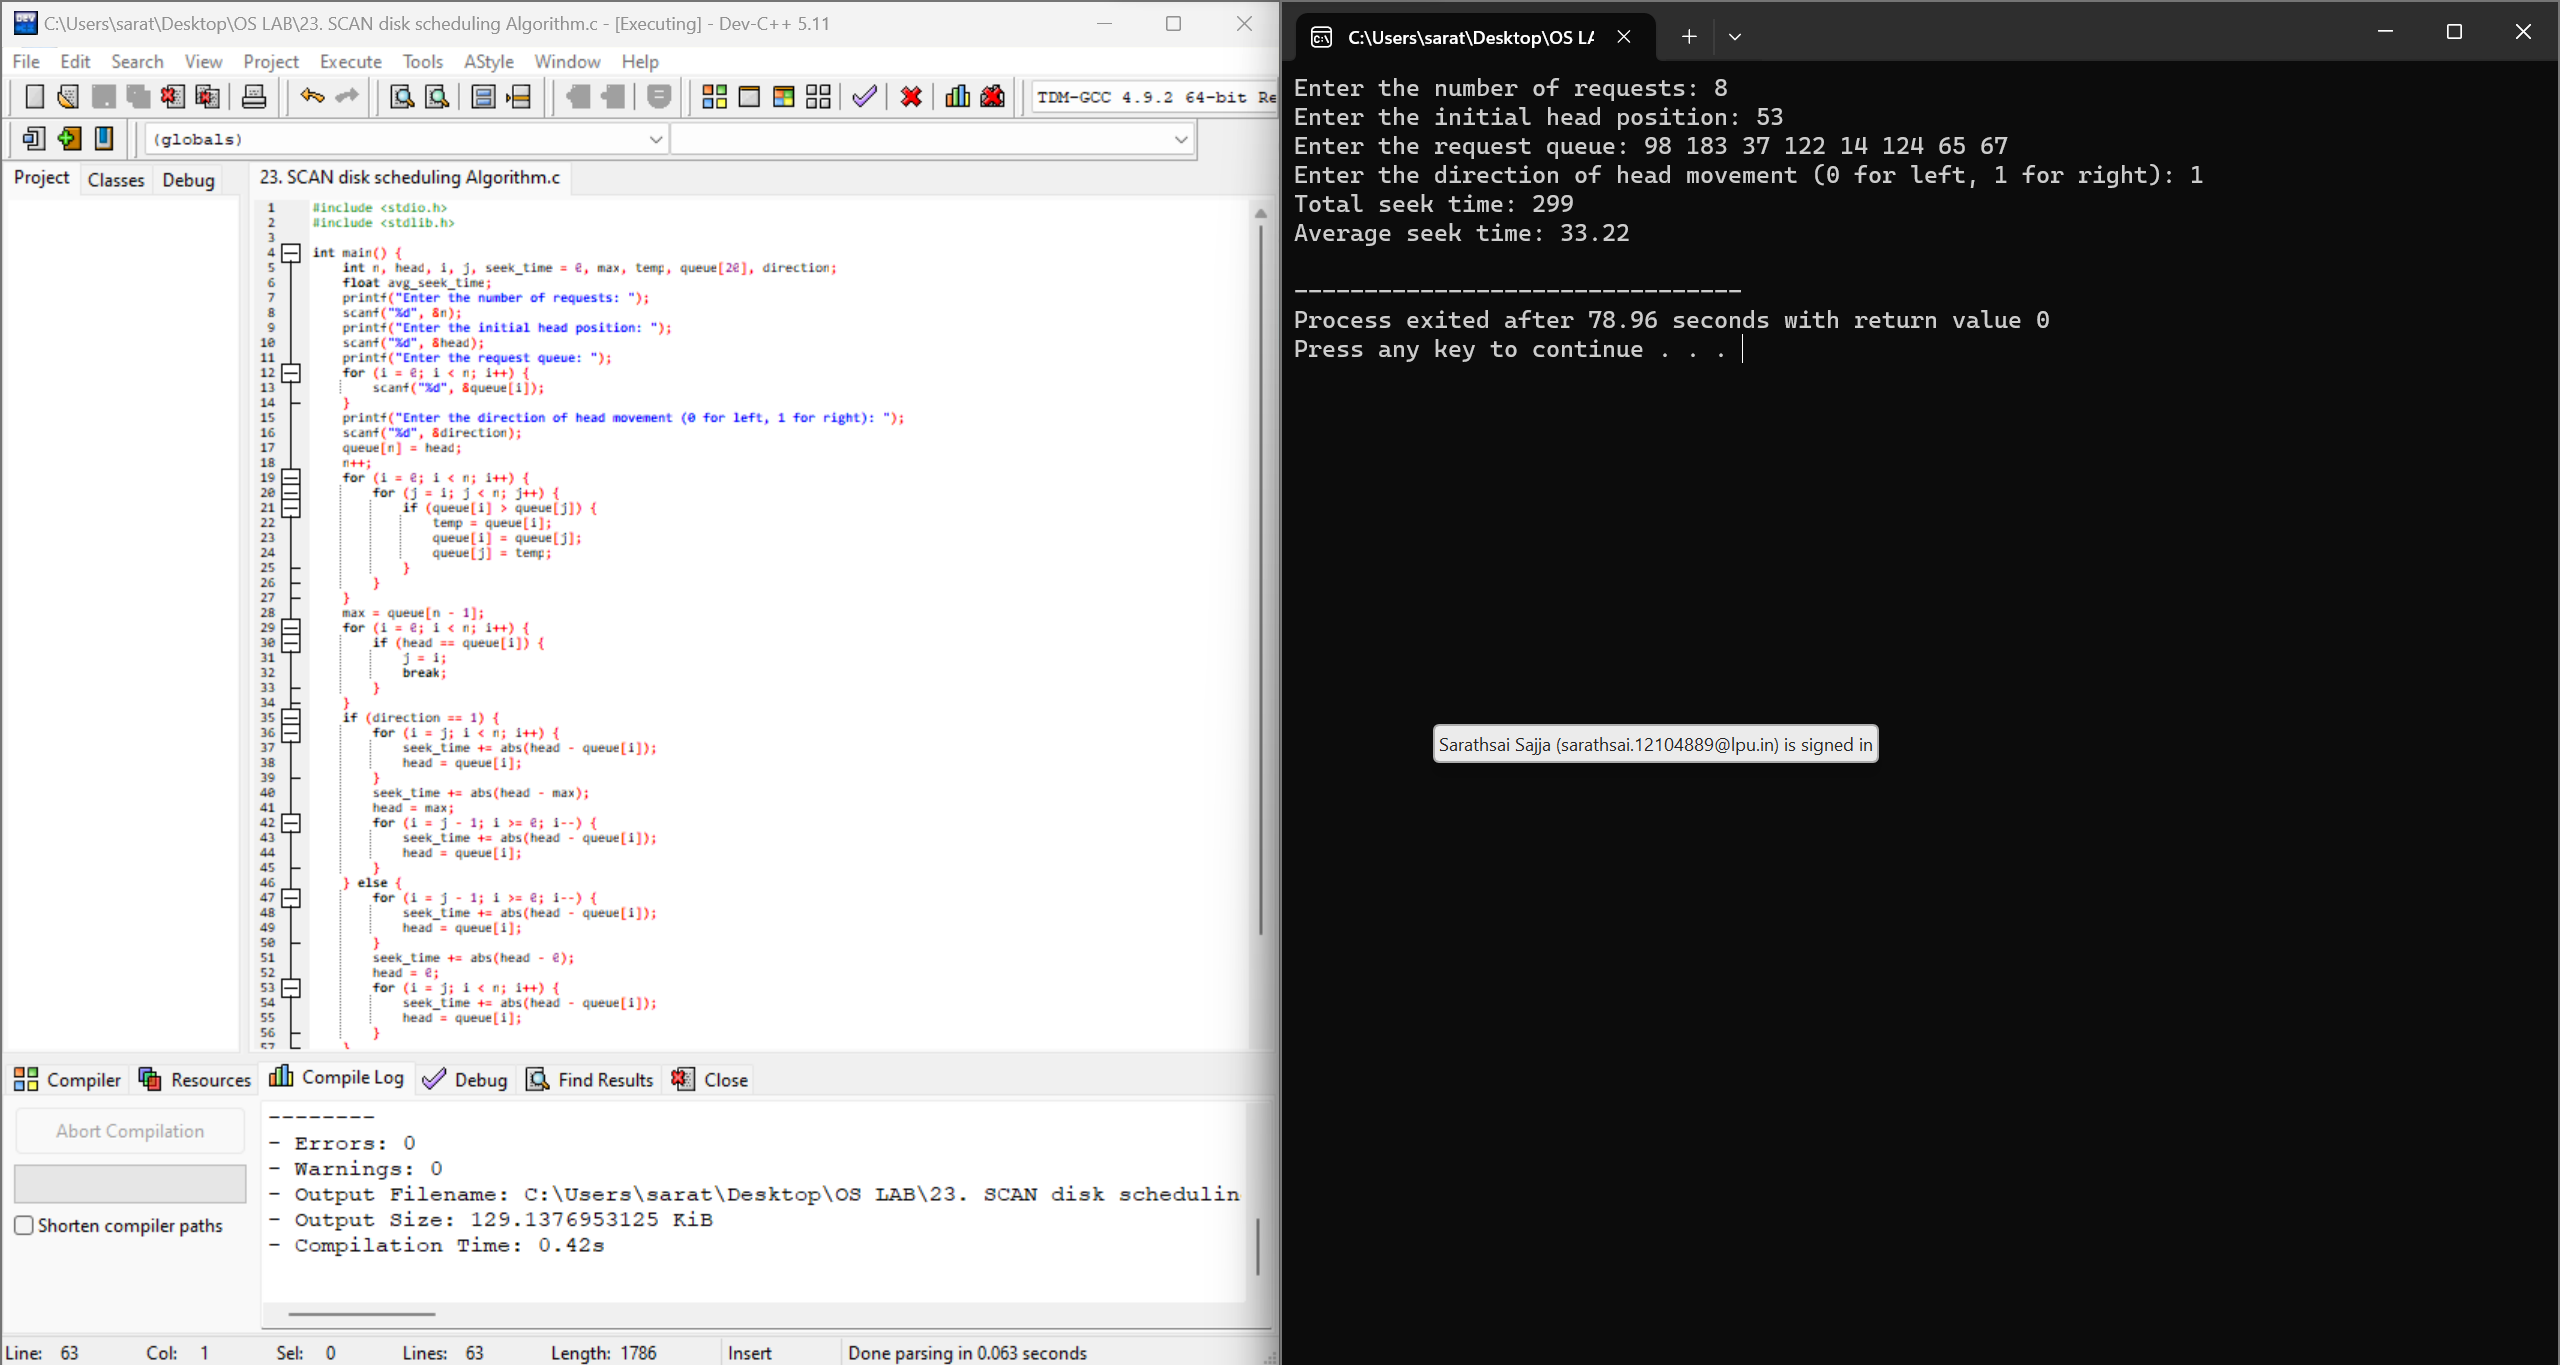 C:\Users\sarat\Desktop\OS LAB\23. SCAN disk scheduling Algorithm.c - [Executing] - Dev-C++ 5.11
File Edit Search View Project Execute Tools AStyle Window Help
TDM-GCC 4.9.2 64-bit Re
(globals)
Project Classes Debug
23. SCAN disk scheduling Algorithm.c
1 #include <stdio.h>
2 #include <stdlib.h>
3
4 int main() {
5 int n, head, i, j, seek_time = 0, max, temp, queue[20], direction;
6 float avg_seek_time;
7 printf("Enter the number of requests: ");
8 scanf("%d", &n);
9 printf("Enter the initial head position: ");
10 scanf("%d", &head);
11 printf("Enter the request queue: ");
12 for (i = 0; i < n; i++) {
13 scanf("%d", &queue[i]);
14 }
15 printf("Enter the direction of head movement (0 for left, 1 for right): ");
16 scanf("%d", &direction);
17 queue[n] = head;
18 n++;
19 for (i = 0; i < n; i++) {
20 for (j = i; j < n; j++) {
21 if (queue[i] > queue[j]) {
22 temp = queue[i];
23 queue[i] = queue[j];
24 queue[j] = temp;
25 }
26 }
27 }
28 max = queue[n - 1];
29 for (i = 0; i < n; i++) {
30 if (head == queue[i]) {
31 j = i;
32 break;
33 }
34 }
35 if (direction == 1) {
36 for (i = j; i < n; i++) {
37 seek_time += abs(head - queue[i]);
38 head = queue[i];
39 }
40 seek_time += abs(head - max);
41 head = max;
42 for (i = j - 1; i >= 0; i--) {
43 seek_time += abs(head - queue[i]);
44 head = queue[i];
45 }
46 } else {
47 for (i = j - 1; i >= 0; i--) {
48 seek_time += abs(head - queue[i]);
49 head = queue[i];
50 }
51 seek_time += abs(head - 0);
52 head = 0;
53 for (i = j; i < n; i++) {
54 seek_time += abs(head - queue[i]);
55 head = queue[i];
56 }
57 }
Compiler Resources Compile Log Debug Find Results Close
Abort Compilation
Shorten compiler paths
--------
- Errors: 0
- Warnings: 0
- Output Filename: C:\Users\sarat\Desktop\OS LAB\23. SCAN disk schedulin
- Output Size: 129.1376953125 KiB
- Compilation Time: 0.42s
Line: 63 Col: 1 Sel: 0 Lines: 63 Length: 1786 Insert Done parsing in 0.063 seconds
C:\Users\sarat\Desktop\OS LA
Enter the number of requests: 8
Enter the initial head position: 53
Enter the request queue: 98 183 37 122 14 124 65 67
Enter the direction of head movement (0 for left, 1 for right): 1
Total seek time: 299
Average seek time: 33.22
--------------------------------
Process exited after 78.96 seconds with return value 0
Press any key to continue . . .
Sarathsai Sajja (sarathsai.12104889@lpu.in) is signed in